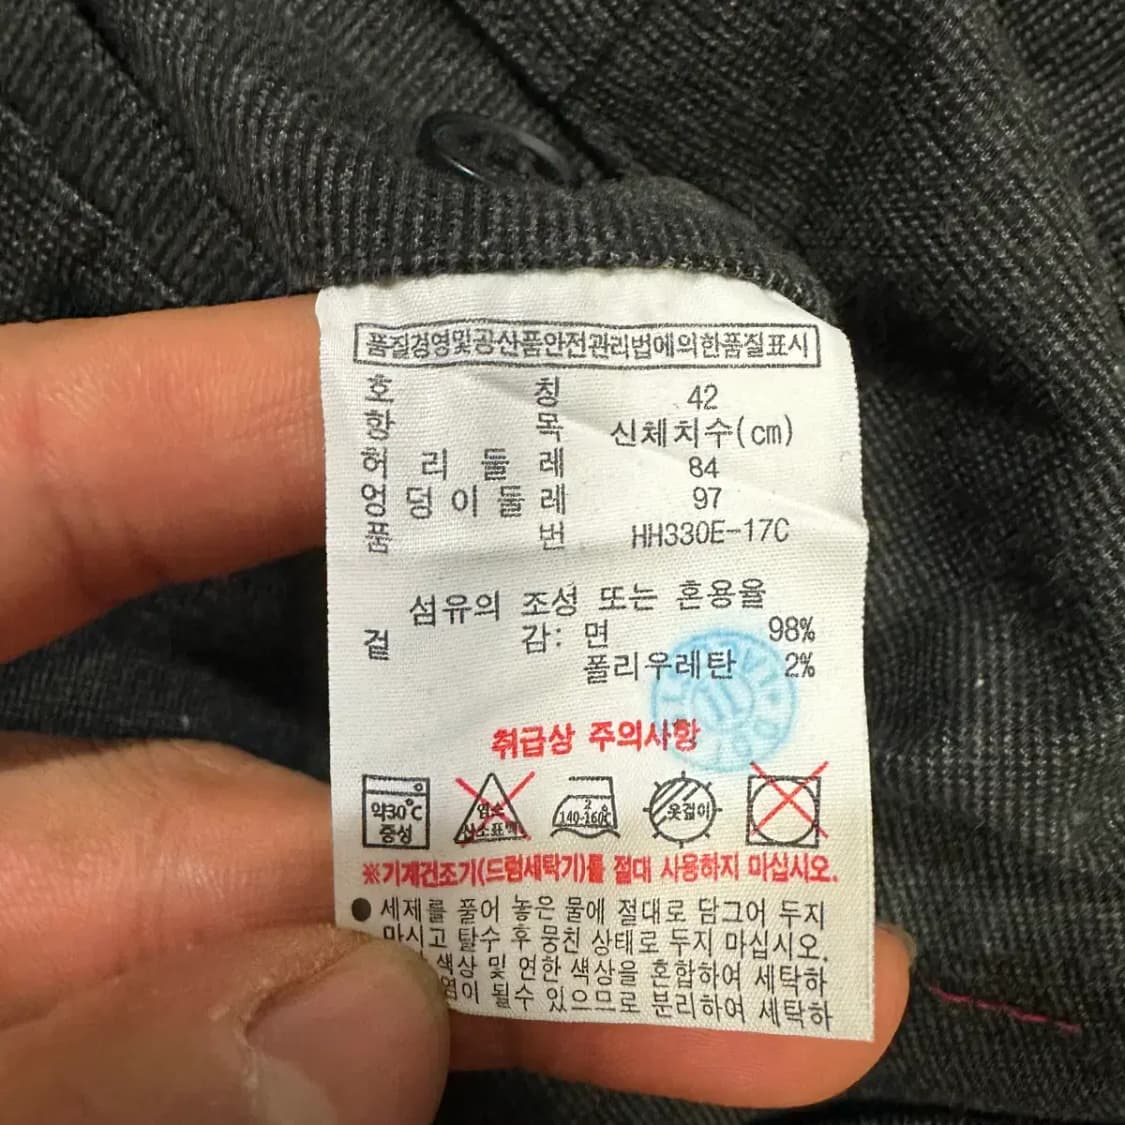 품질경영및공산품안전관리법에의한품질표시
호 칭 42
항 목 신체치수(cm)
허리둘레 84
엉덩이둘레 97
품 번 HH330E-17C
섬유의 조성 또는 혼용율
겉 감: 면 98%
폴리우레탄 2%
취급상 주의사항
약30℃ 중성
염소 산소표백
2 140-160℃
옷걸이
※기계건조기(드럼세탁기)를 절대 사용하지 마십시오.
● 세제를 풀어 놓은 물에 절대로 담그어 두지
마시고 탈수 후 뭉친 상태로 두지 마십시오.
색상 및 연한 색상을 혼합하여 세탁하
염이 될수 있으므로 분리하여 세탁하